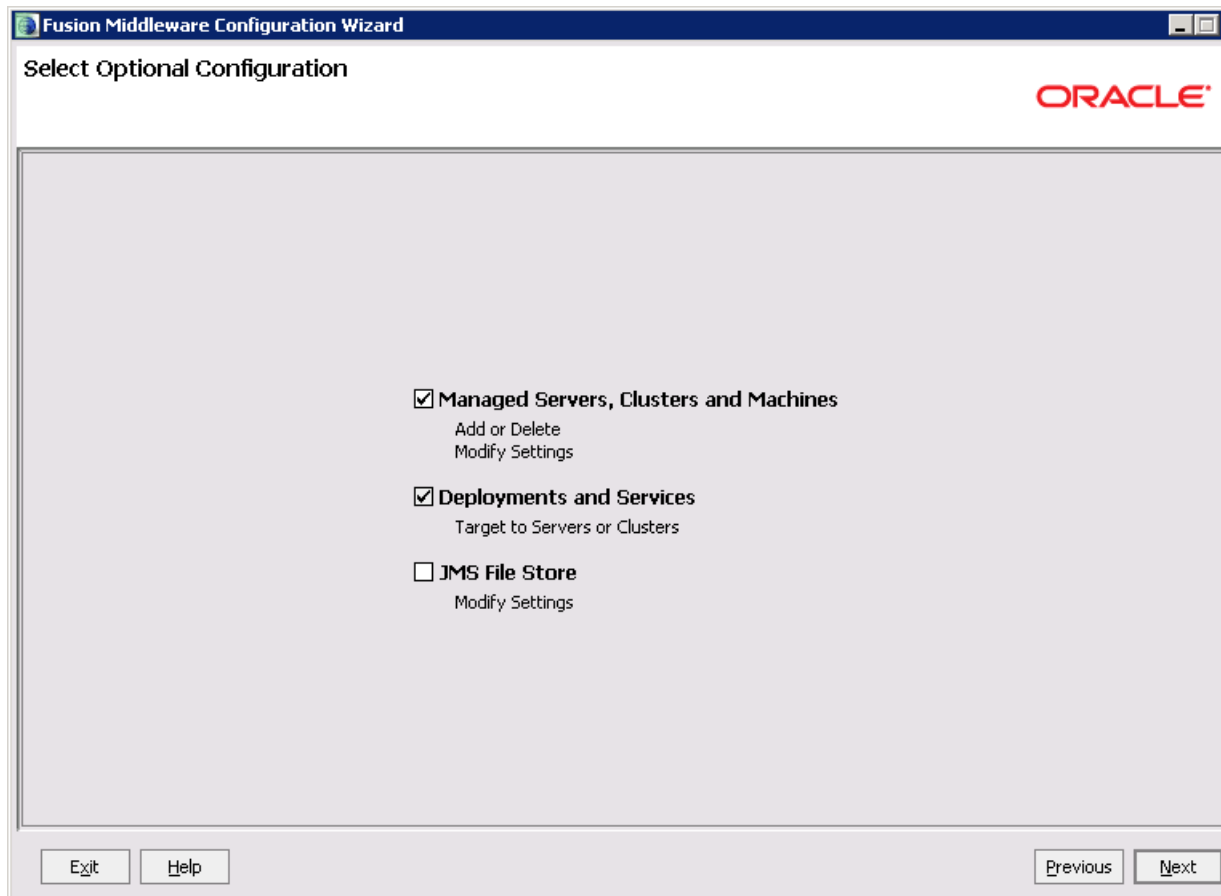 Fusion Middleware Configuration Wizard
Select Optional Configuration
ORACLE
Managed Servers, Clusters and Machines
Add or Delete
Modify Settings
Deployments and Services
Target to Servers or Clusters
JMS File Store
Modify Settings
Exit
Help
Previous
Next